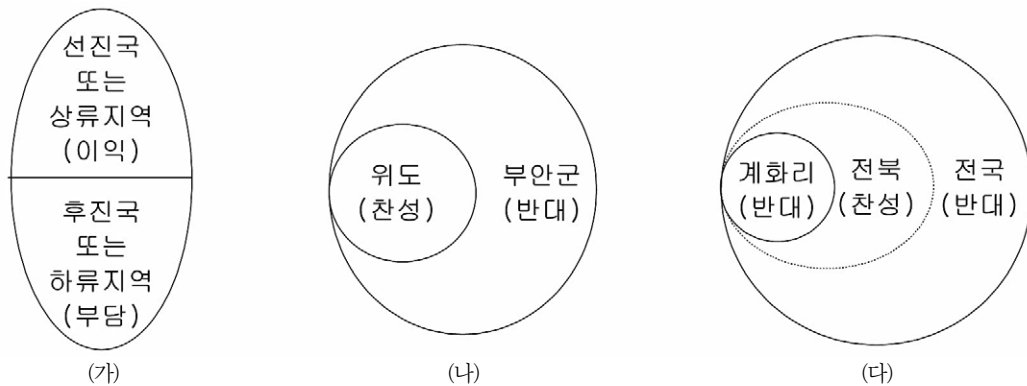 선진국
또는
상류지역
(이익)
후진국
또는
하류지역
(부담)
(가)
위도
(찬성)
부안군
(반대)
(나)
계화리
(반대)
전북
(찬성)
전국
(반대)
(다)